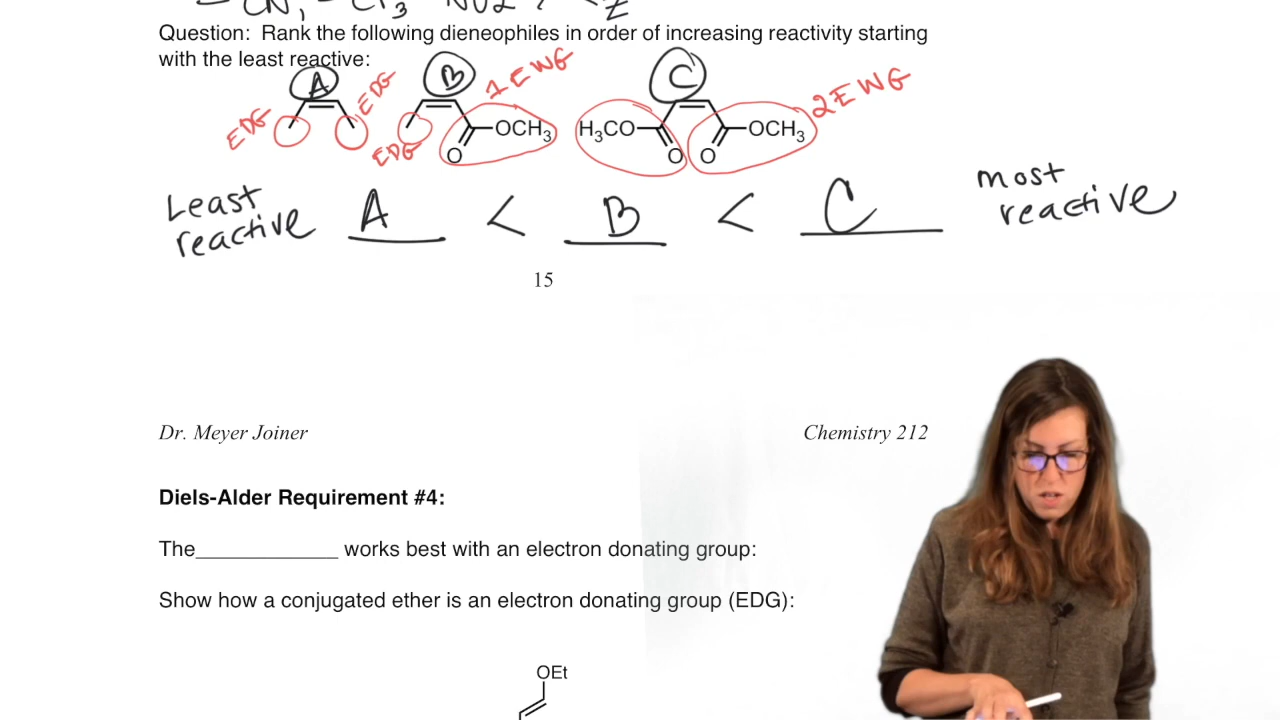 -CN, -CF3 NO2,
Question: Rank the following dieneophiles in order of increasing reactivity starting
with the least reactive:
A B C
EDG EDG EDG 1 EWG 2 EWG
OCH3 O H3CO O O OCH3
Least reactive A < B < C most reactive
15
Dr. Meyer Joiner Chemistry 212
Diels-Alder Requirement #4:
The____________ works best with an electron donating group:
Show how a conjugated ether is an electron donating group (EDG):
OEt